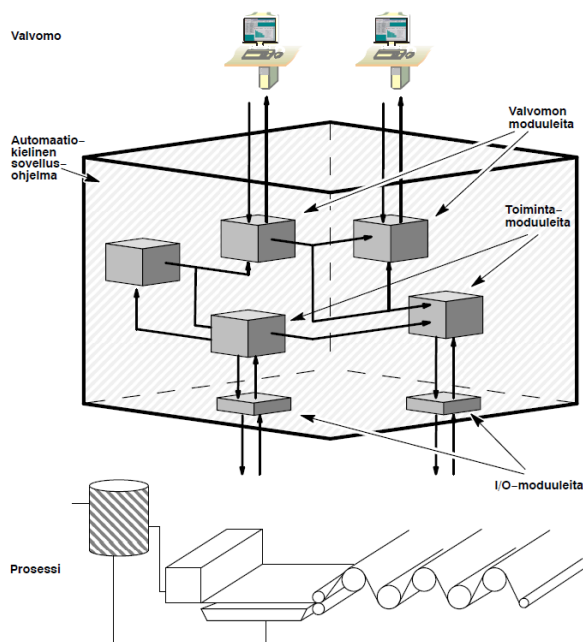 Valvomo
Automaatio–
kielinen
sovellus–
ohjelma
Valvomon
moduuleita
Toiminta–
moduuleita
I/O–moduuleita
Prosessi